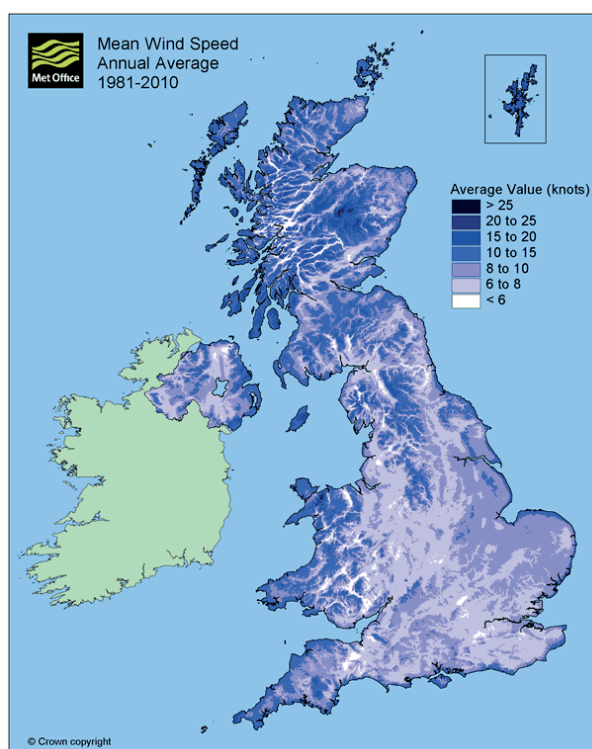 Met Office
Mean Wind Speed
Annual Average
1981-2010
Average Value (knots)
> 25
20 to 25
15 to 20
10 to 15
8 to 10
6 to 8
< 6
© Crown copyright